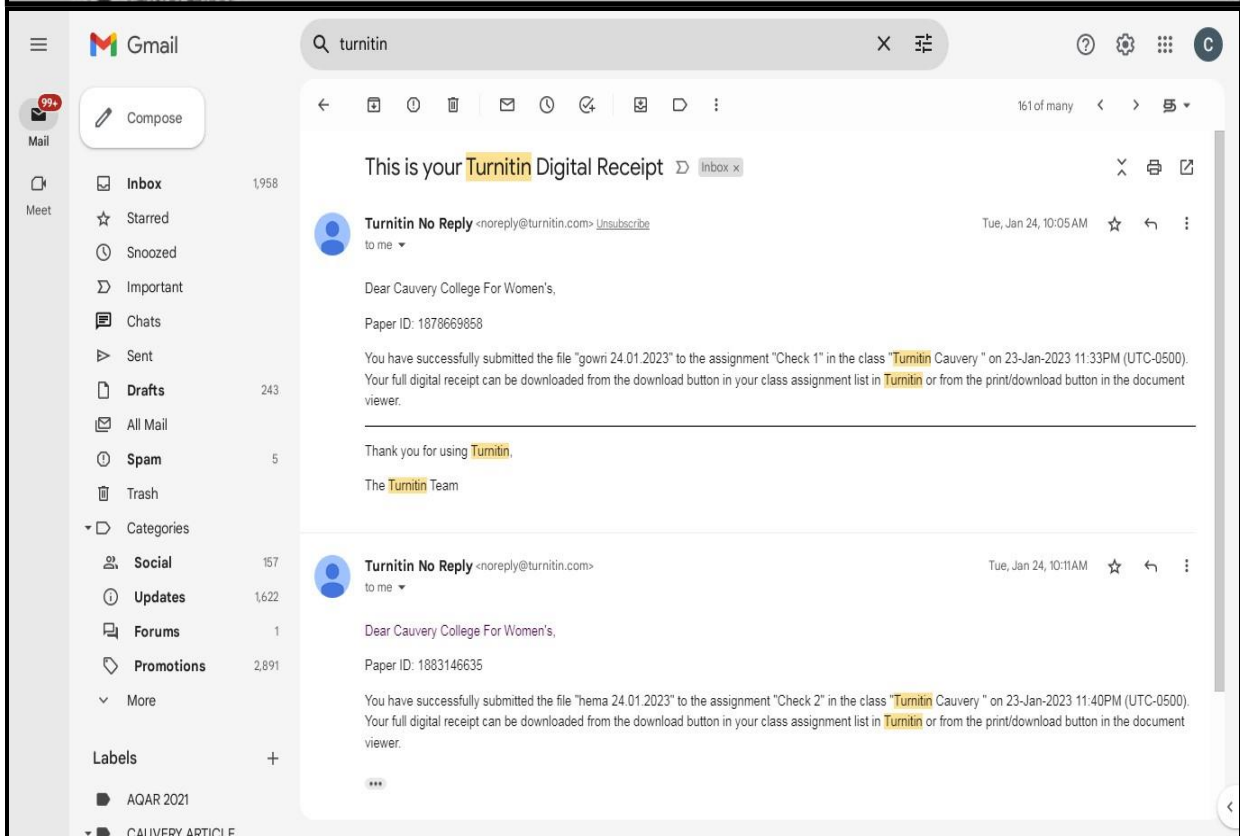 Gmail
turnitin
C
99+
Mail
Meet
Compose
Inbox 1,958
Starred
Snoozed
Important
Chats
Sent
Drafts 243
All Mail
Spam 5
Trash
Categories
Social 157
Updates 1,622
Forums 1
Promotions 2,891
More
Labels +
AQAR 2021
CAUVERY ARTICLE
161 of many
This is your Turnitin Digital Receipt Inbox x
Turnitin No Reply <noreply@turnitin.com> Unsubscribe Tue, Jan 24, 10:05 AM
to me
Dear Cauvery College For Women's,
Paper ID: 1878669858
You have successfully submitted the file "gowri 24.01.2023" to the assignment "Check 1" in the class "Turnitin Cauvery " on 23-Jan-2023 11:33PM (UTC-0500).
Your full digital receipt can be downloaded from the download button in your class assignment list in Turnitin or from the print/download button in the document
viewer.
Thank you for using Turnitin,
The Turnitin Team
Turnitin No Reply <noreply@turnitin.com> Tue, Jan 24, 10:11 AM
to me
Dear Cauvery College For Women's,
Paper ID: 1883146635
You have successfully submitted the file "hema 24.01.2023" to the assignment "Check 2" in the class "Turnitin Cauvery " on 23-Jan-2023 11:40PM (UTC-0500).
Your full digital receipt can be downloaded from the download button in your class assignment list in Turnitin or from the print/download button in the document
viewer.